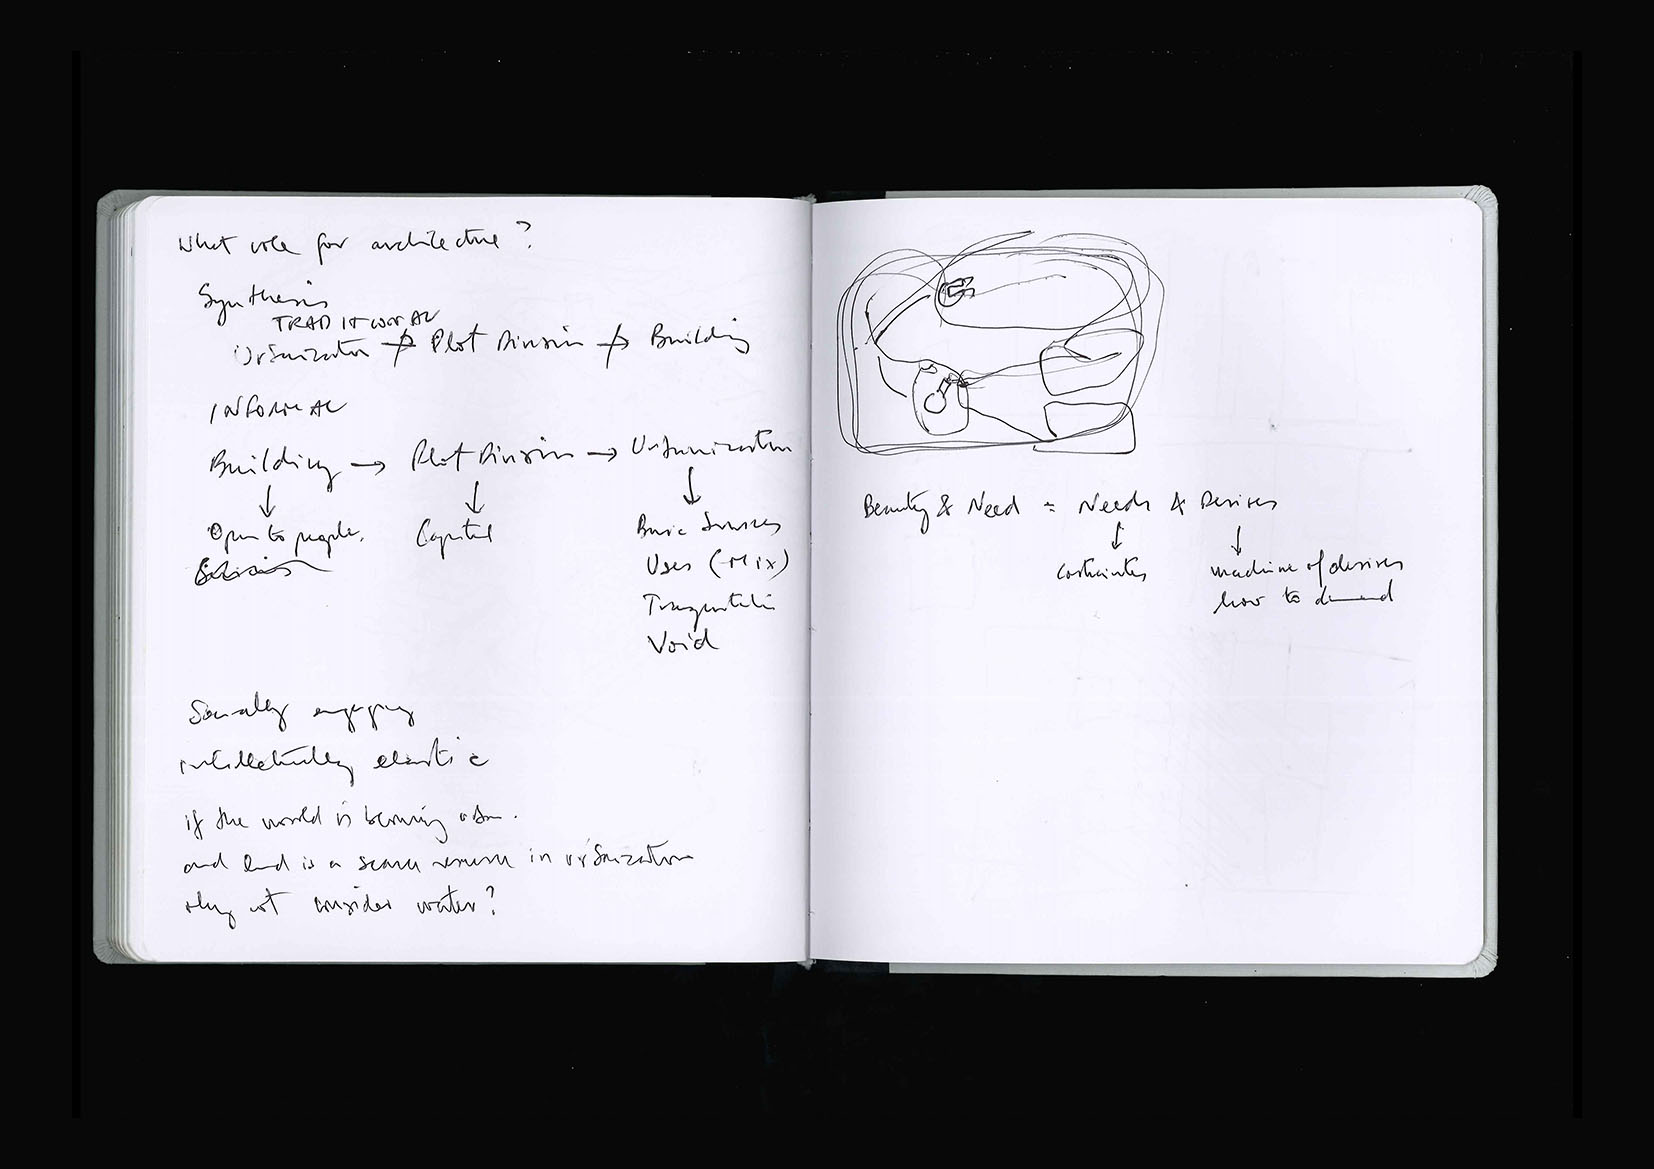 What role for architecture?
Synthesis
TRADITIONAL
Urbanization → Plot Division → Building
INFORMAL
Building → Plot Division → Urbanization
↓ ↓ ↓
Open to people. Capital Basic Services
Uses (-Mix)
Transportation
Void
Socially engaging
intellectually elastic
if the world is becoming urban.
and land is a scarce resource in urbanization
why not consider water?
Beauty & Need = Needs & Desires
↓ ↓
constraints machine of desires
how to demand